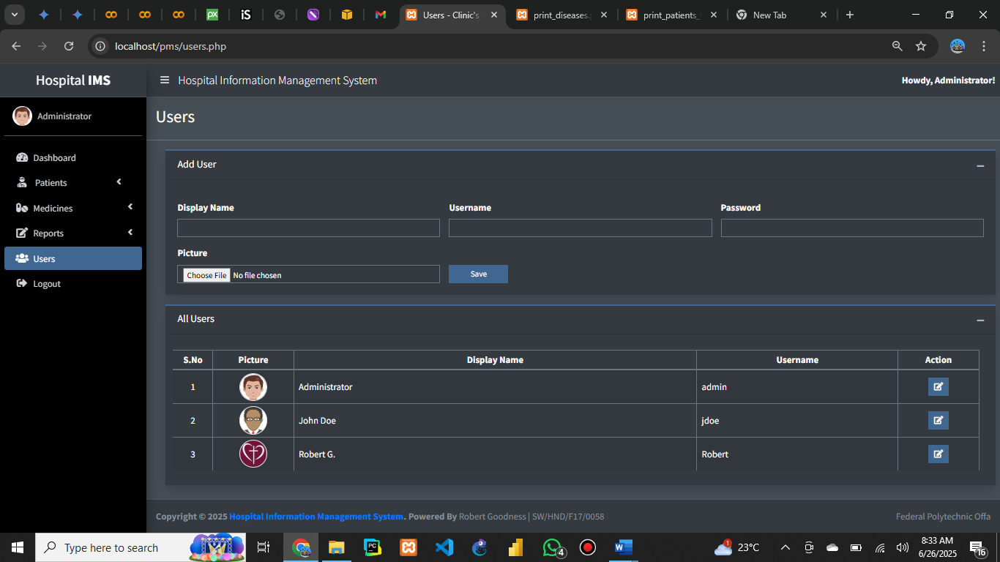 PX
iS
Users - Clinic's
print_diseases.
print_patients_
New Tab
localhost/pms/users.php
Hospital IMS
Hospital Information Management System
Howdy, Administrator!
Administrator
Users
Dashboard
Patients
Medicines
Reports
Users
Logout
Add User
Display Name Username Password
Picture
Choose File No file chosen
Save
All Users
S.No Picture Display Name Username Action
1 Administrator admin
2 John Doe jdoe
3 Robert G. Robert
Copyright © 2025 Hospital Information Management System. Powered By Robert Goodness | SW/HND/F17/0058
Federal Polytechnic Offa
Type here to search
PC
W
4
1
23°C
8:33 AM
6/26/2025
16